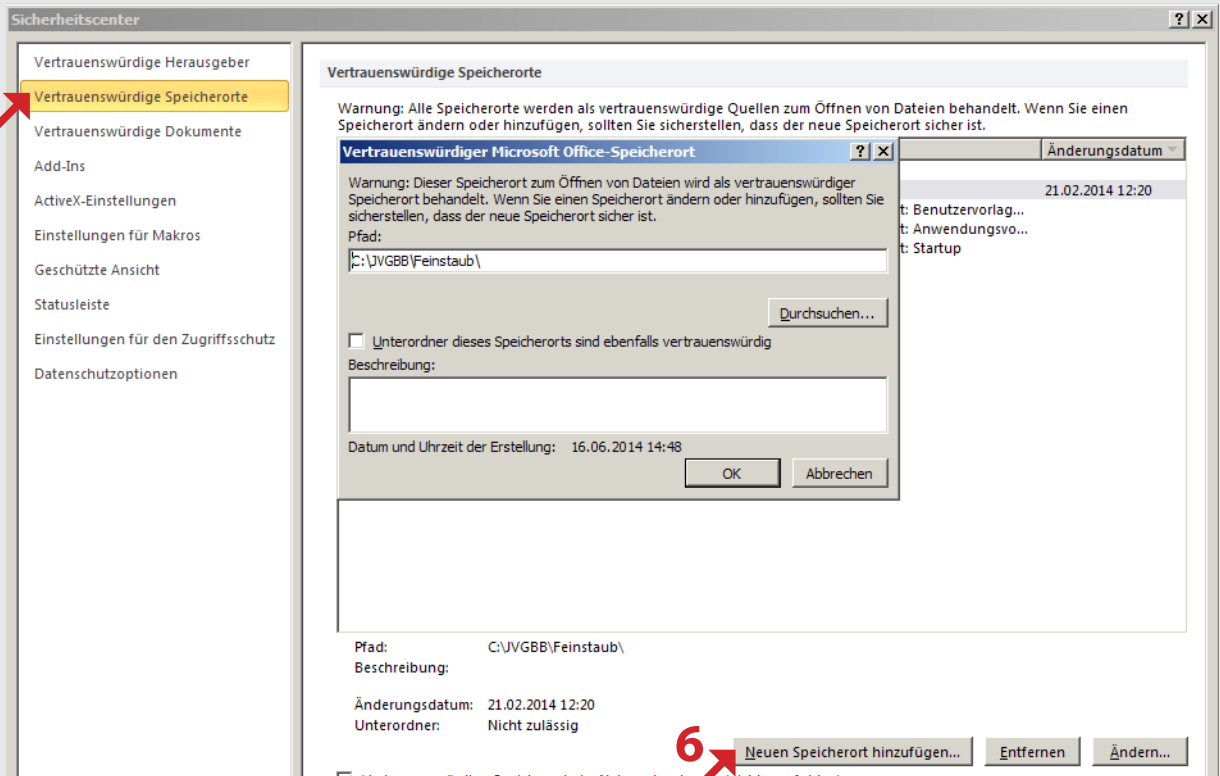 Sicherheitscenter
Vertrauenswürdige Herausgeber
Vertrauenswürdige Speicherorte
Vertrauenswürdige Dokumente
Add-Ins
ActiveX-Einstellungen
Einstellungen für Makros
Geschützte Ansicht
Statusleiste
Einstellungen für den Zugriffsschutz
Datenschutzoptionen
Vertrauenswürdige Speicherorte
Warnung: Alle Speicherorte werden als vertrauenswürdige Quellen zum Öffnen von Dateien behandelt. Wenn Sie einen
Speicherort ändern oder hinzufügen, sollten Sie sicherstellen, dass der neue Speicherort sicher ist.
Änderungsdatum
21.02.2014 12:20
t: Benutzervorlag...
t: Anwendungsvo...
t: Startup
Vertrauenswürdiger Microsoft Office-Speicherort
Warnung: Dieser Speicherort zum Öffnen von Dateien wird als vertrauenswürdiger
Speicherort behandelt. Wenn Sie einen Speicherort ändern oder hinzufügen, sollten Sie
sicherstellen, dass der neue Speicherort sicher ist.
Pfad:
C:\JVGBB\Feinstaub\
Durchsuchen...
Unterordner dieses Speicherorts sind ebenfalls vertrauenswürdig
Beschreibung:
Datum und Uhrzeit der Erstellung: 16.06.2014 14:48
OK Abbrechen
Pfad: C:\JVGBB\Feinstaub\
Beschreibung:
Änderungsdatum: 21.02.2014 12:20
Unterordner: Nicht zulässig
6
Neuen Speicherort hinzufügen... Entfernen Ändern...